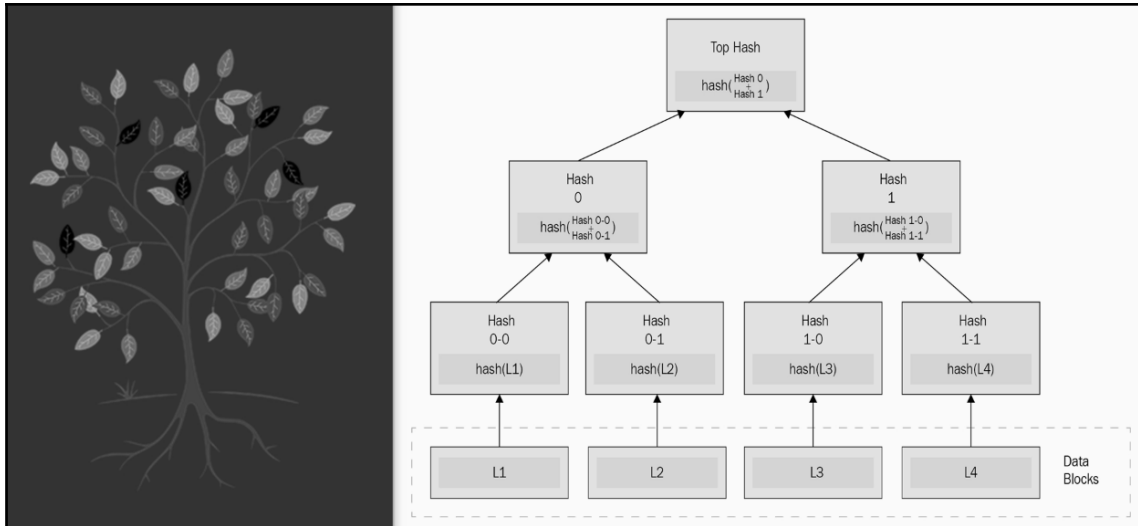 Top Hash
hash(Hash 0 + Hash 1)
Hash
0
hash(Hash 0-0 + Hash 0-1)
Hash
1
hash(Hash 1-0 + Hash 1-1)
Hash
0-0
hash(L1)
Hash
0-1
hash(L2)
Hash
1-0
hash(L3)
Hash
1-1
hash(L4)
L1
L2
L3
L4
Data
Blocks